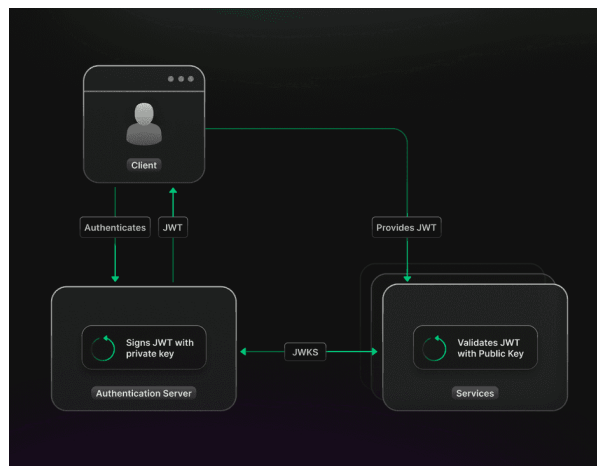 Client
Authenticates
JWT
Provides JWT
Signs JWT with
private key
JWKS
Validates JWT
with Public Key
Authentication Server
Services